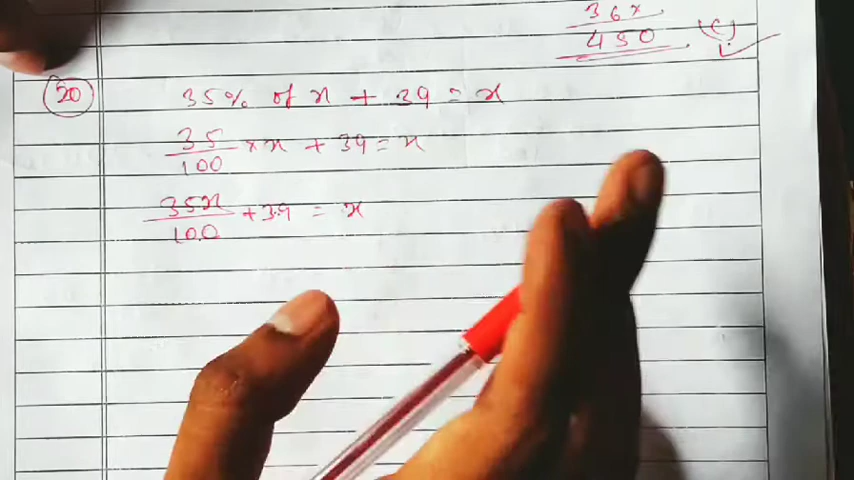 36x
450 (c)
20 35% of x + 39 = x
35/100 × x + 39 = x
35x/100 + 39 = x